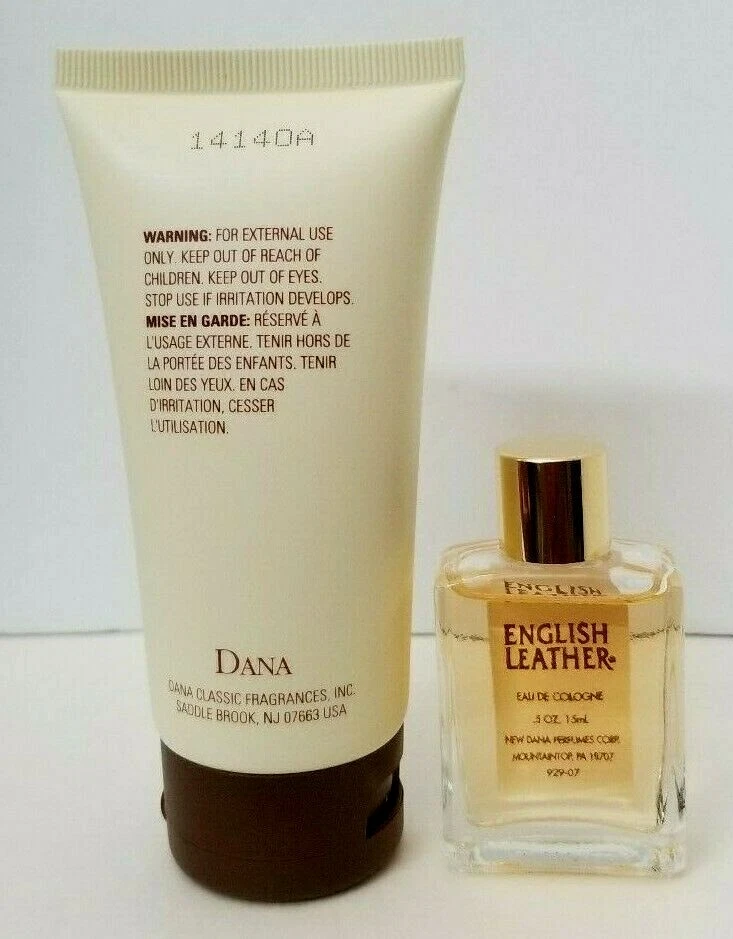 14140A
WARNING: FOR EXTERNAL USE
ONLY. KEEP OUT OF REACH OF
CHILDREN. KEEP OUT OF EYES.
STOP USE IF IRRITATION DEVELOPS.
MISE EN GARDE: RÉSERVÉ À
L'USAGE EXTERNE. TENIR HORS DE
LA PORTÉE DES ENFANTS. TENIR
LOIN DES YEUX. EN CAS
D'IRRITATION, CESSER
L'UTILISATION.
DANA
DANA CLASSIC FRAGRANCES, INC.
SADDLE BROOK, NJ 07663 USA
ENGLISH
LEATHER
ENGLISH
LEATHER®
EAU DE COLOGNE
.5 OZ. 15mL
NEW DANA PERFUMES CORP.
MOUNTAINTOP, PA 18707
929-07